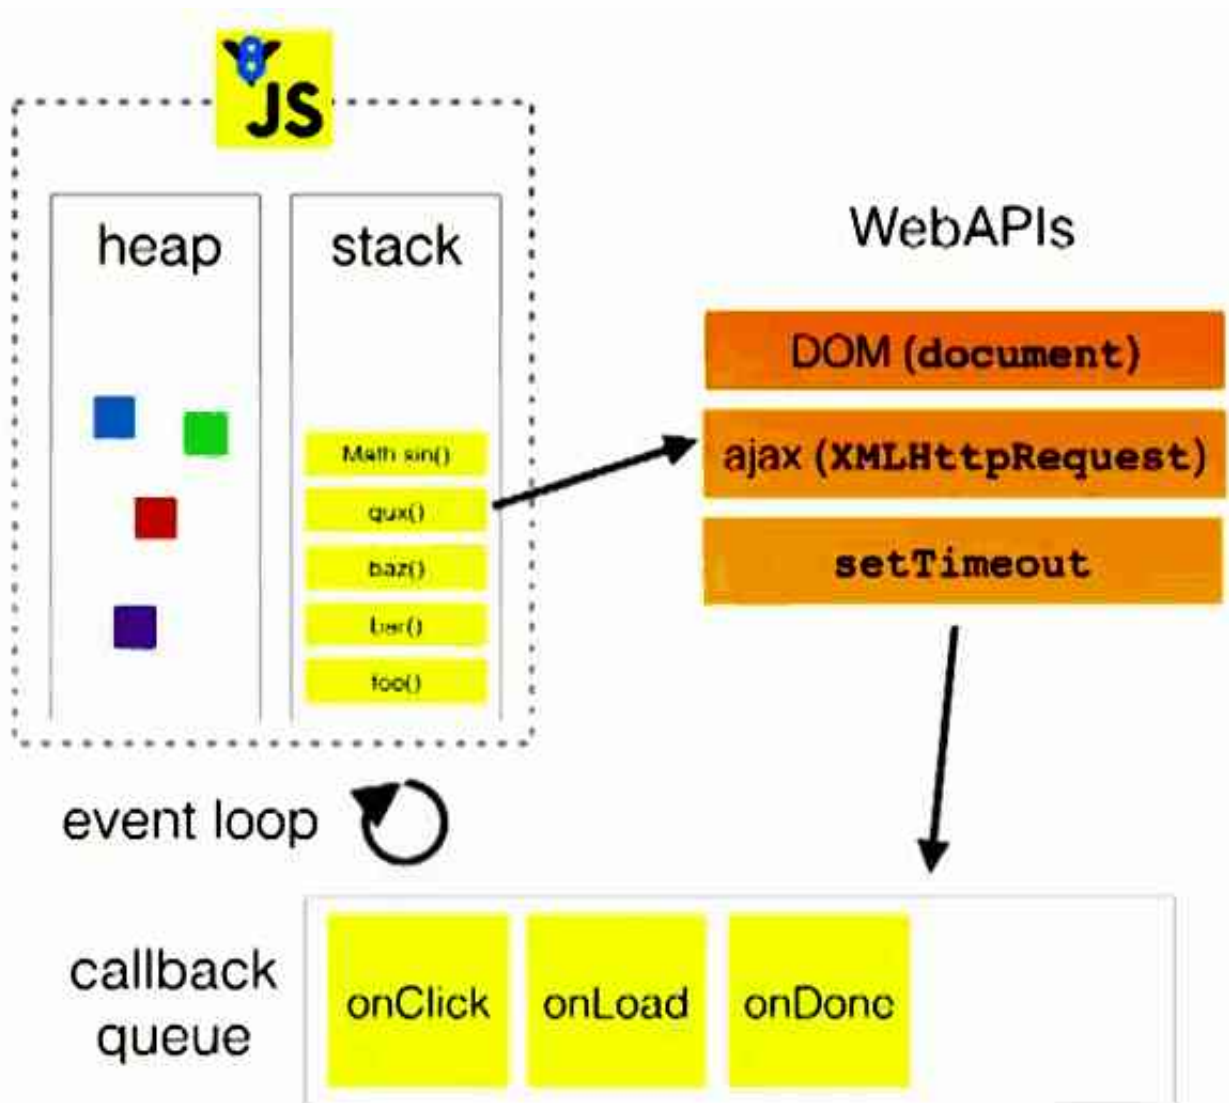 8
JS
heap
stack
Math sin()
qux()
baz()
bar()
foo()
WebAPIs
DOM (document)
ajax (XMLHttpRequest)
setTimeout
event loop
callback
queue
onClick
onLoad
onDone